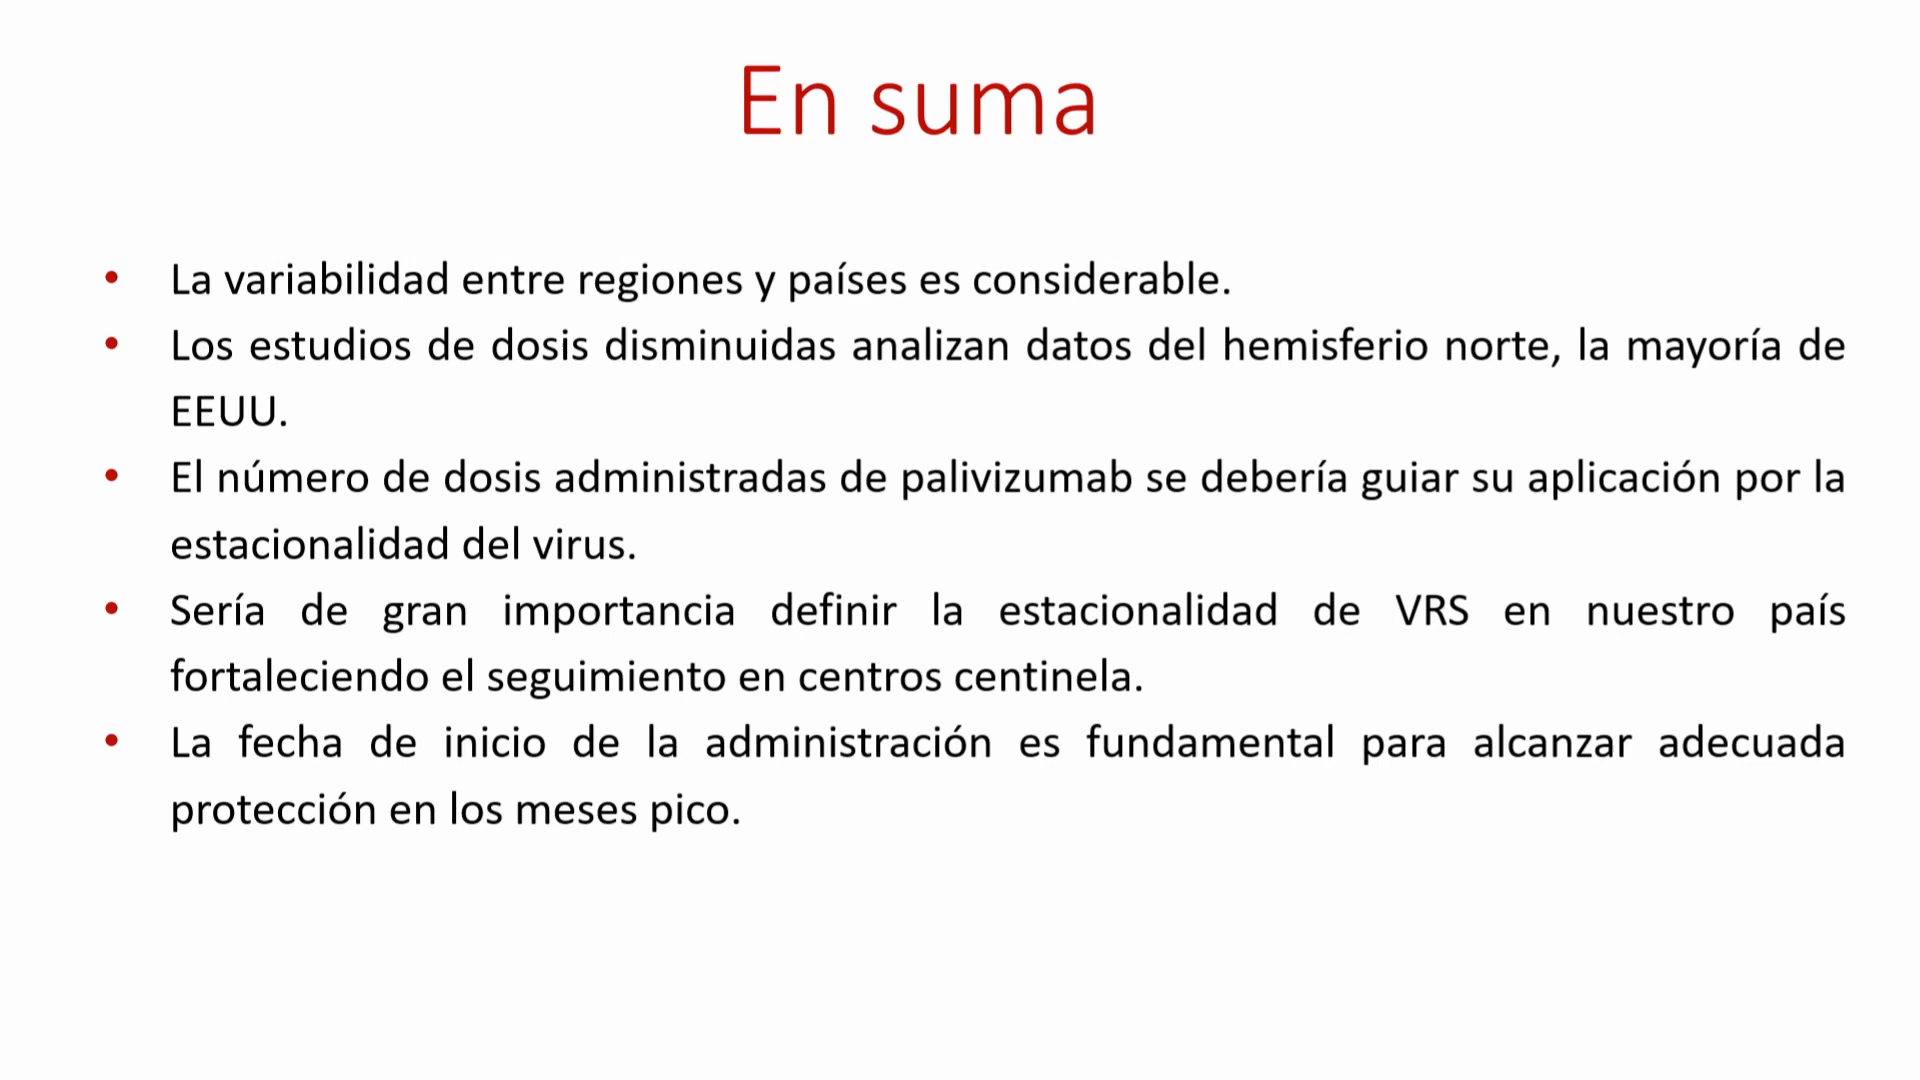 En suma
• La variabilidad entre regiones y países es considerable.
• Los estudios de dosis disminuidas analizan datos del hemisferio norte, la mayoría de
EEUU.
• El número de dosis administradas de palivizumab se debería guiar su aplicación por la
estacionalidad del virus.
• Sería de gran importancia definir la estacionalidad de VRS en nuestro país
fortaleciendo el seguimiento en centros centinela.
• La fecha de inicio de la administración es fundamental para alcanzar adecuada
protección en los meses pico.